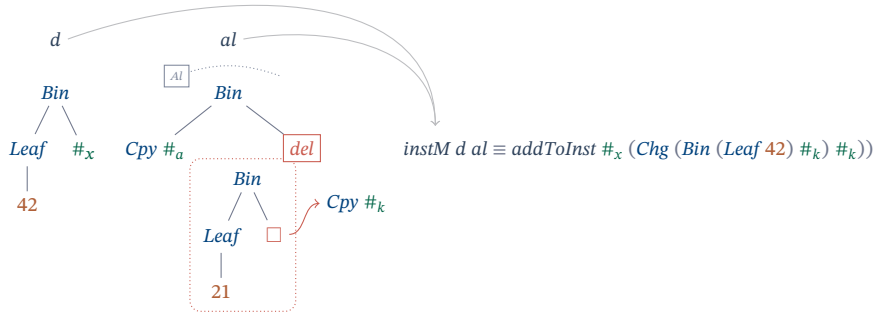 d al
Al
Bin Bin
Leaf #x Cpy #a del instM d al ≡ addToInst #x (Chg (Bin (Leaf 42) #k) #k))
42 Bin Cpy #k
Leaf
21